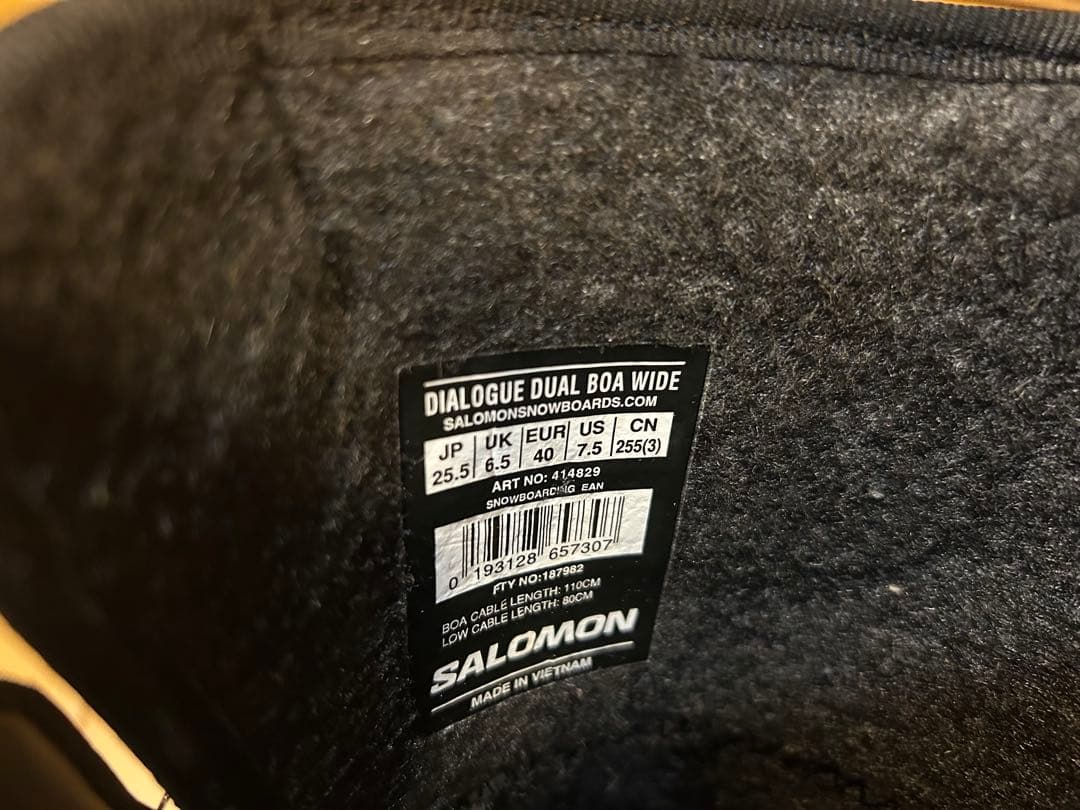 DIALOGUE DUAL BOA WIDE
SALOMONSNOWBOARDS.COM
JP UK EUR US CN
25.5 6.5 40 7.5 255(3)
ART NO: 414829
SNOWBOARDING EAN
0 193128 657307
FTY NO:187982
BOA CABLE LENGTH: 110CM
LOW CABLE LENGTH: 80CM
SALOMON
MADE IN VIETNAM